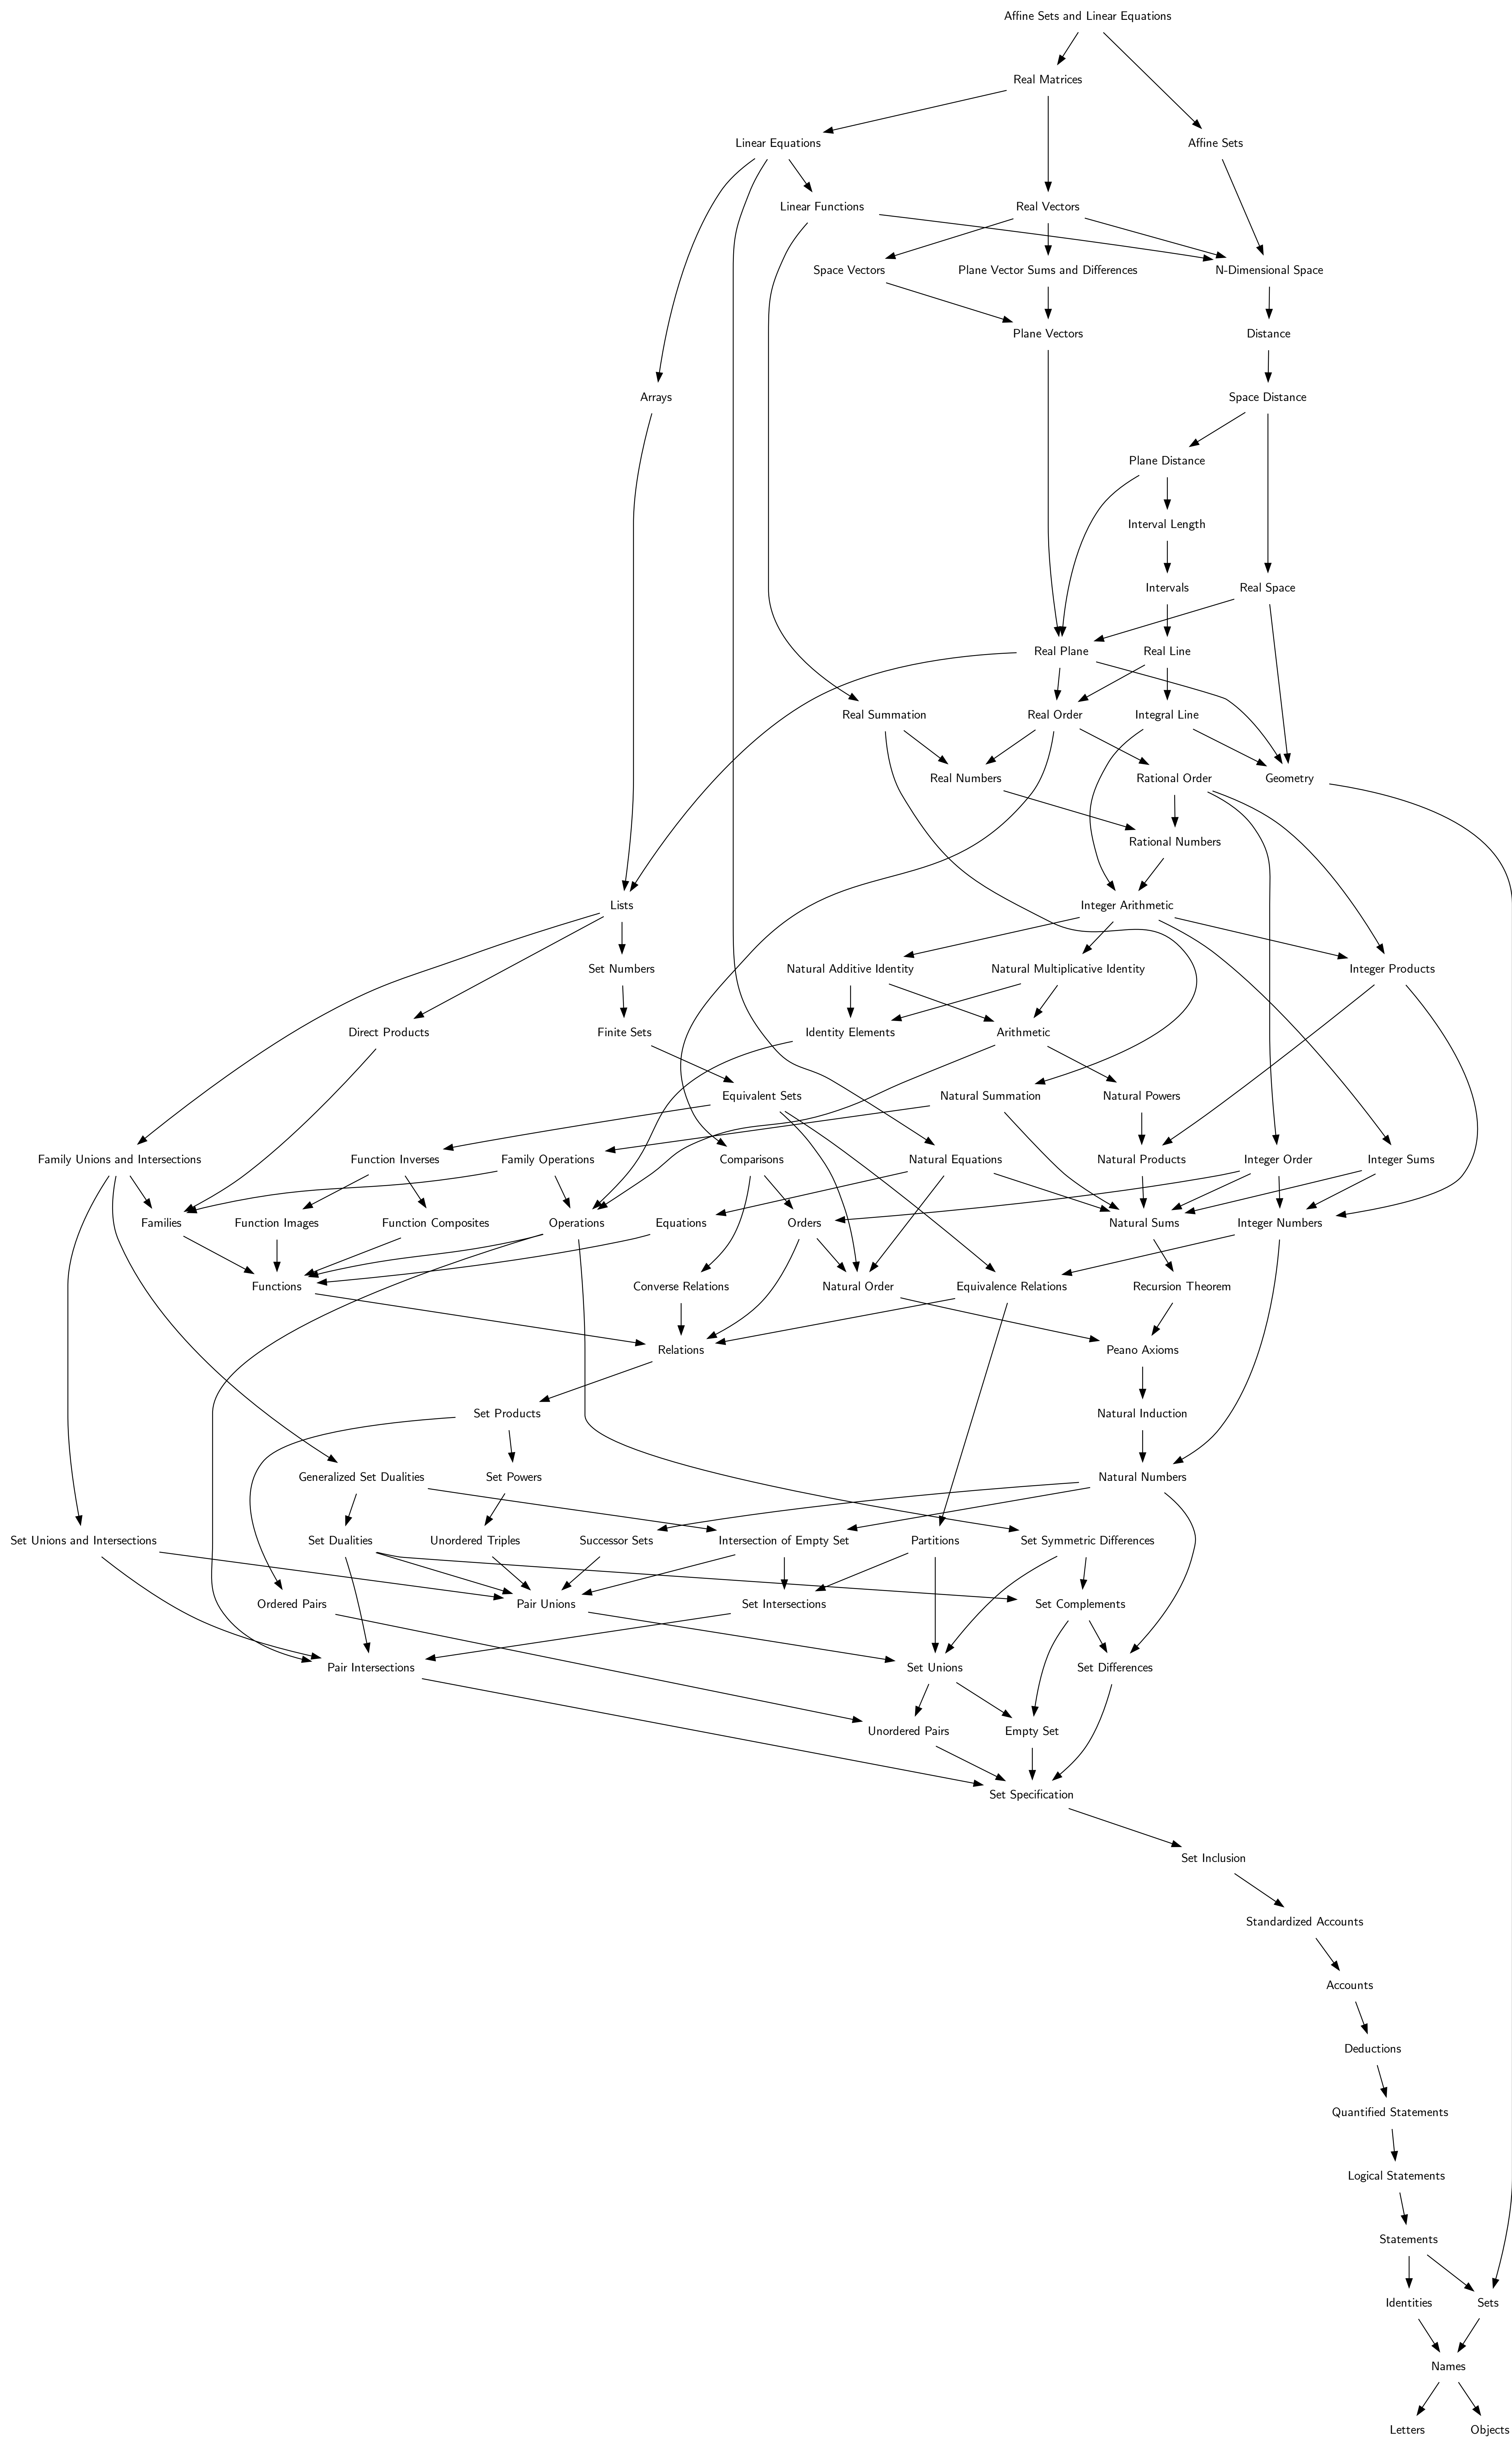 Affine Sets and Linear Equations
Real Matrices
Linear Equations
Affine Sets
Linear Functions
Real Vectors
Space Vectors
Plane Vector Sums and Differences
N-Dimensional Space
Plane Vectors
Distance
Arrays
Space Distance
Plane Distance
Interval Length
Intervals
Real Space
Real Plane
Real Line
Real Summation
Real Order
Integral Line
Real Numbers
Rational Order
Geometry
Rational Numbers
Lists
Integer Arithmetic
Set Numbers
Natural Additive Identity
Natural Multiplicative Identity
Integer Products
Direct Products
Finite Sets
Identity Elements
Arithmetic
Equivalent Sets
Natural Summation
Natural Powers
Family Unions and Intersections
Function Inverses
Family Operations
Comparisons
Natural Equations
Natural Products
Integer Order
Integer Sums
Families
Function Images
Function Composites
Operations
Equations
Orders
Natural Sums
Integer Numbers
Functions
Converse Relations
Natural Order
Equivalence Relations
Recursion Theorem
Relations
Peano Axioms
Set Products
Natural Induction
Generalized Set Dualities
Set Powers
Natural Numbers
Set Unions and Intersections
Set Dualities
Unordered Triples
Successor Sets
Intersection of Empty Set
Partitions
Set Symmetric Differences
Ordered Pairs
Pair Unions
Set Intersections
Set Complements
Pair Intersections
Set Unions
Set Differences
Unordered Pairs
Empty Set
Set Specification
Set Inclusion
Standardized Accounts
Accounts
Deductions
Quantified Statements
Logical Statements
Statements
Identities
Sets
Names
Letters
Objects